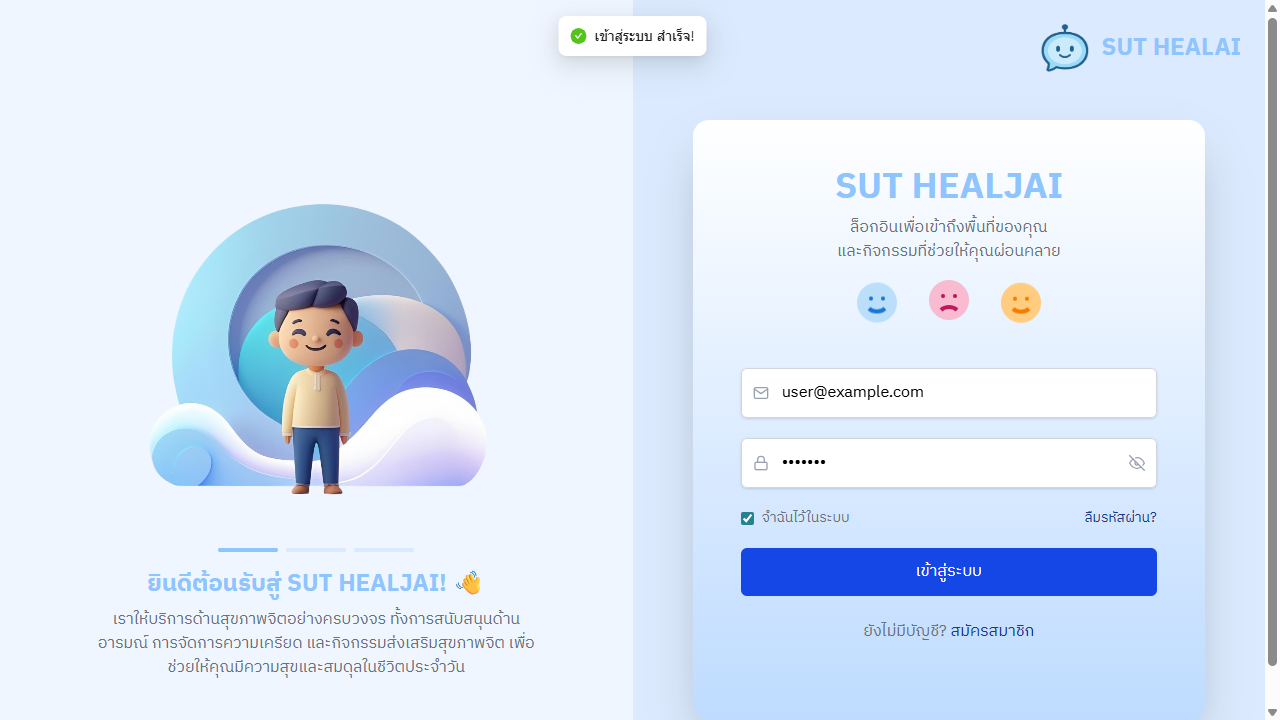 เข้าสู่ระบบ สำเร็จ!
SUT HEALAI
SUT HEALJAI
ล็อกอินเพื่อเข้าถึงพื้นที่ของคุณ
และกิจกรรมที่ช่วยให้คุณผ่อนคลาย
user@example.com
•••••••
จำฉันไว้ในระบบ
ลืมรหัสผ่าน?
เข้าสู่ระบบ
ยังไม่มีบัญชี? สมัครสมาชิก
ยินดีต้อนรับสู่ SUT HEALJAI! 👋
เราให้บริการด้านสุขภาพจิตอย่างครบวงจร ทั้งการสนับสนุนด้าน
อารมณ์ การจัดการความเครียด และกิจกรรมส่งเสริมสุขภาพจิต เพื่อ
ช่วยให้คุณมีความสุขและสมดุลในชีวิตประจำวัน